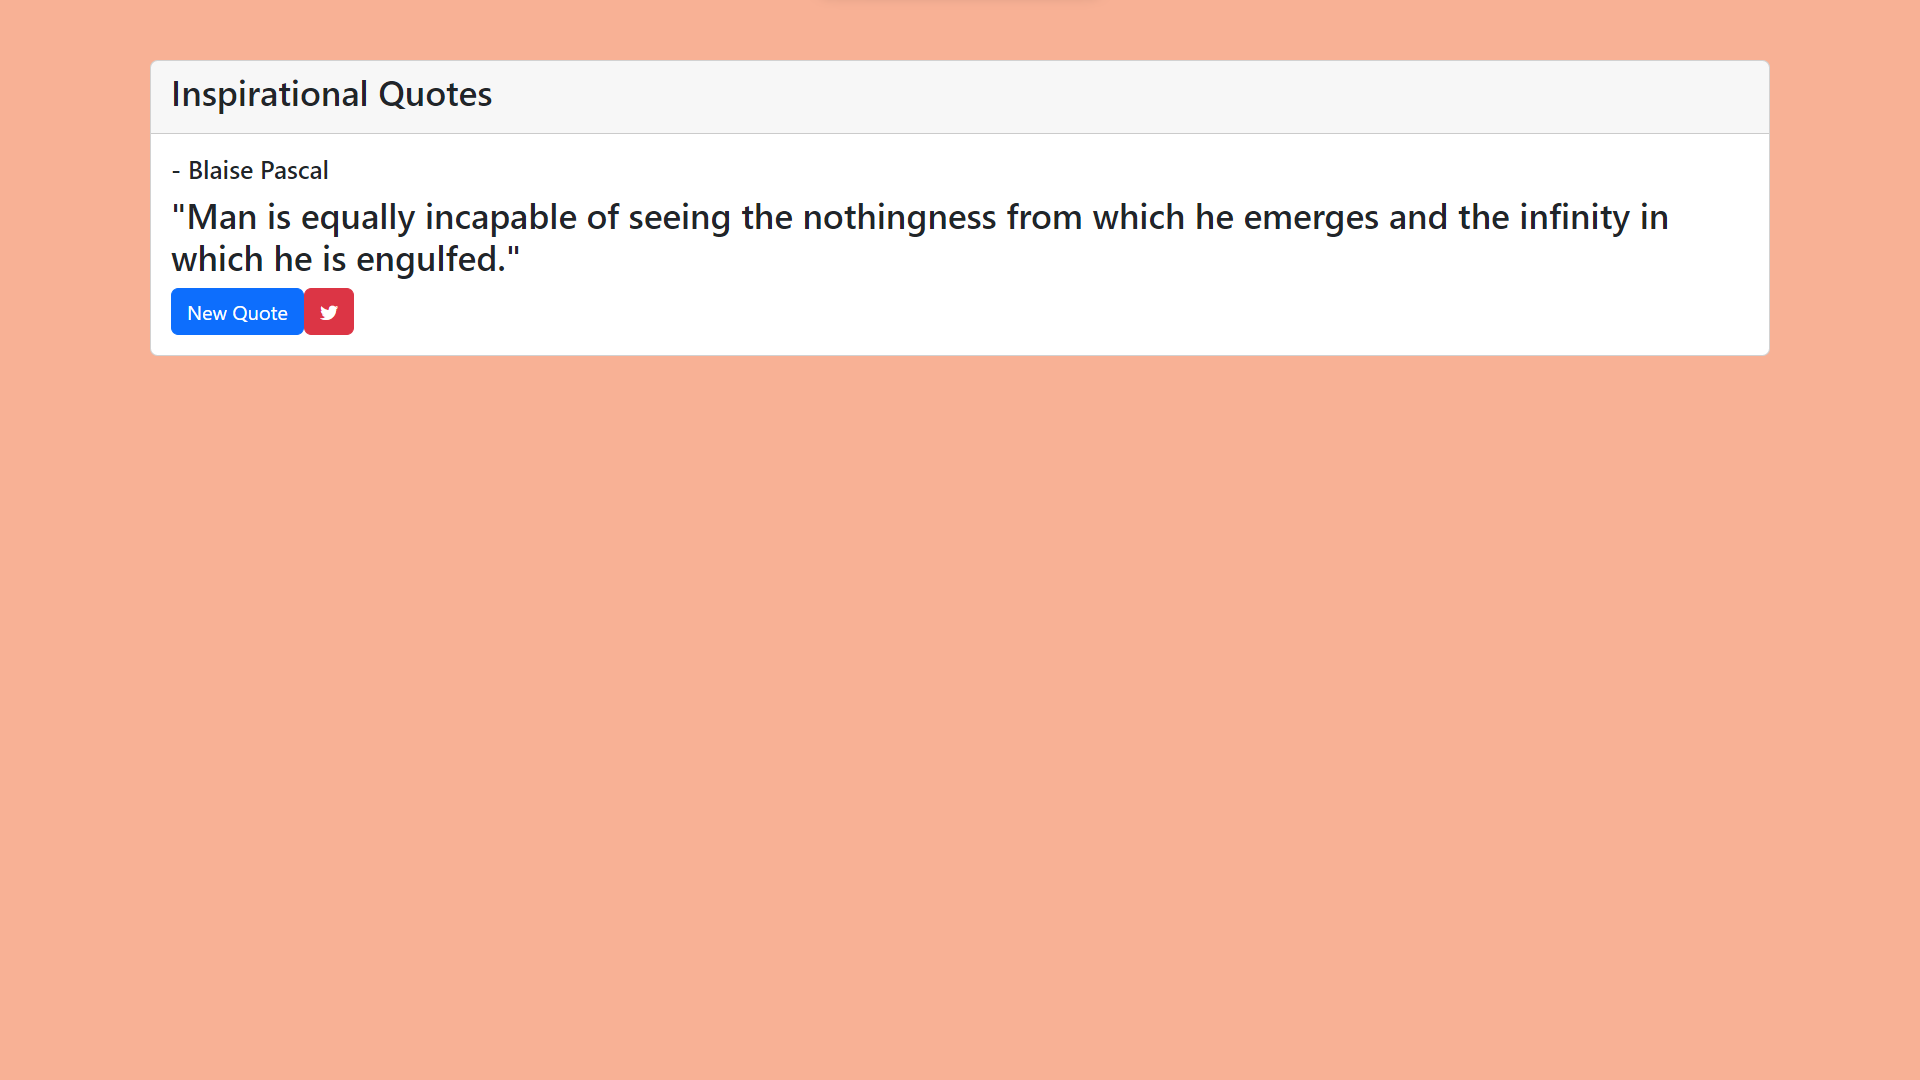 Inspirational Quotes
- Blaise Pascal
"Man is equally incapable of seeing the nothingness from which he emerges and the infinity in
which he is engulfed."
New Quote